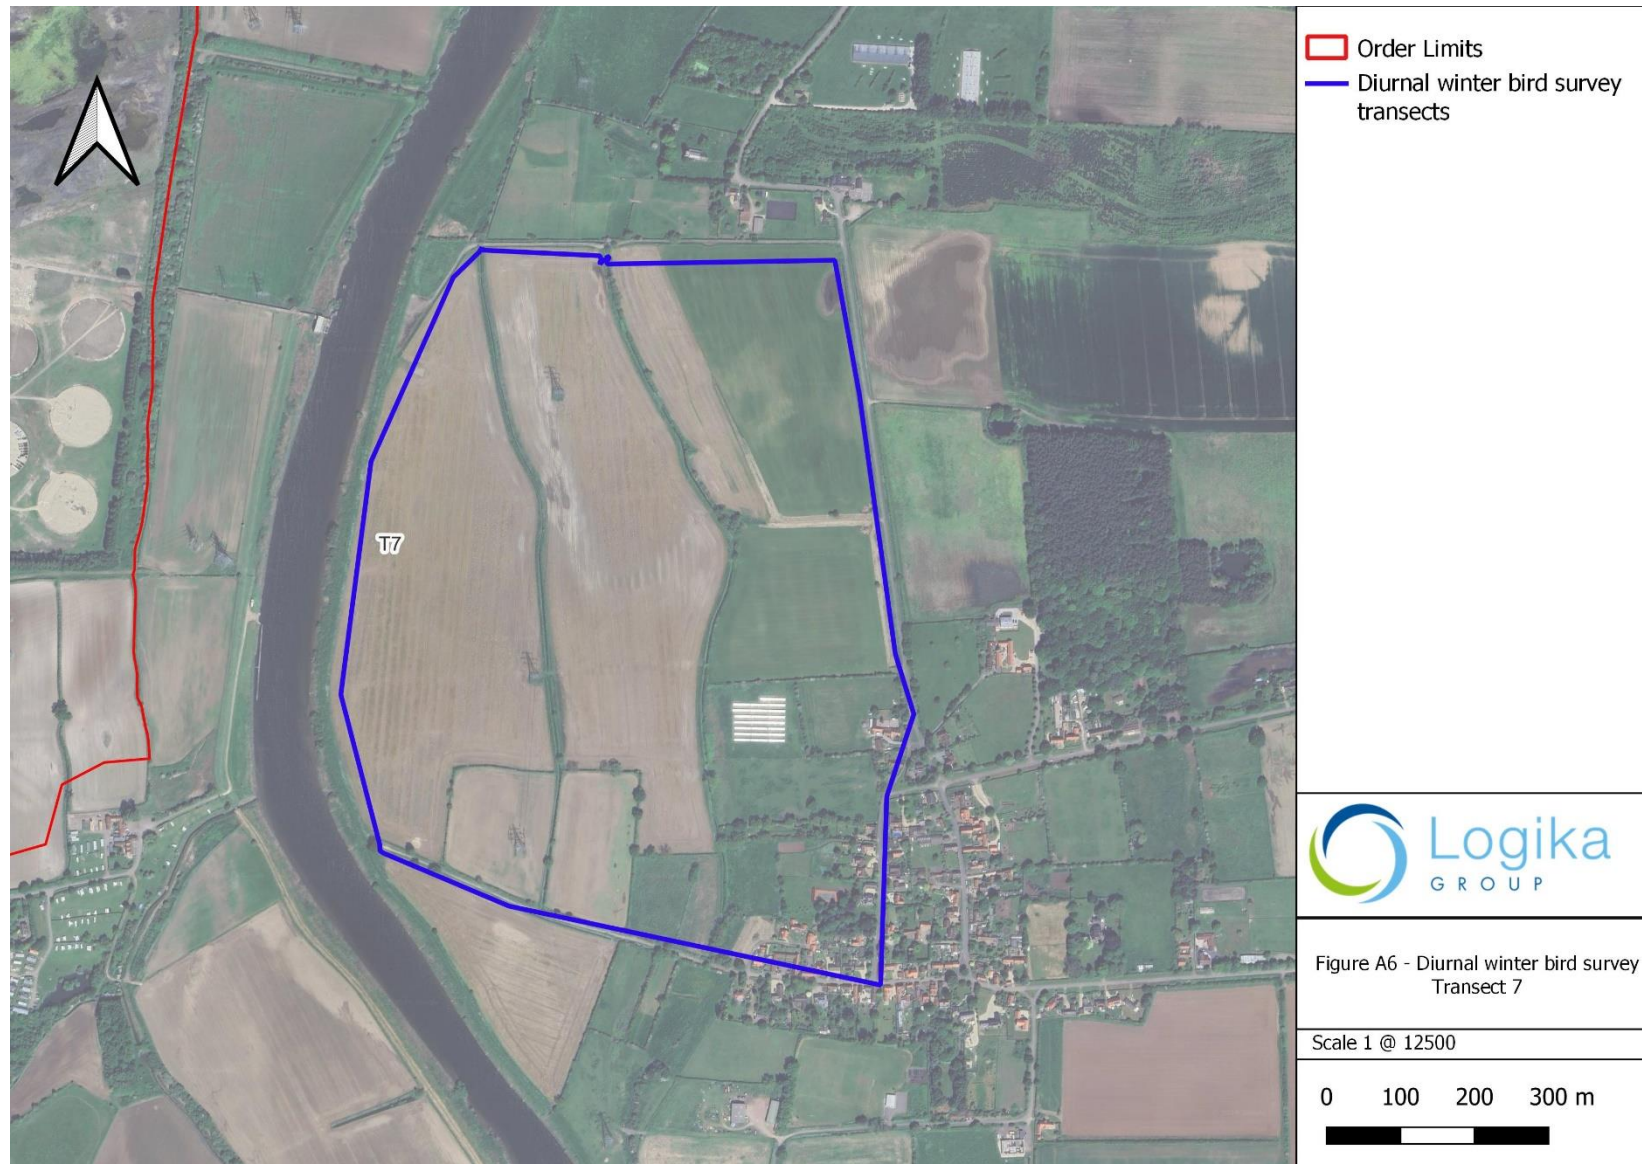 Order Limits
Diurnal winter bird survey
transects
T7
Logika
GROUP
Figure A6 - Diurnal winter bird survey
Transect 7
Scale 1 @ 12500
0 100 200 300 m